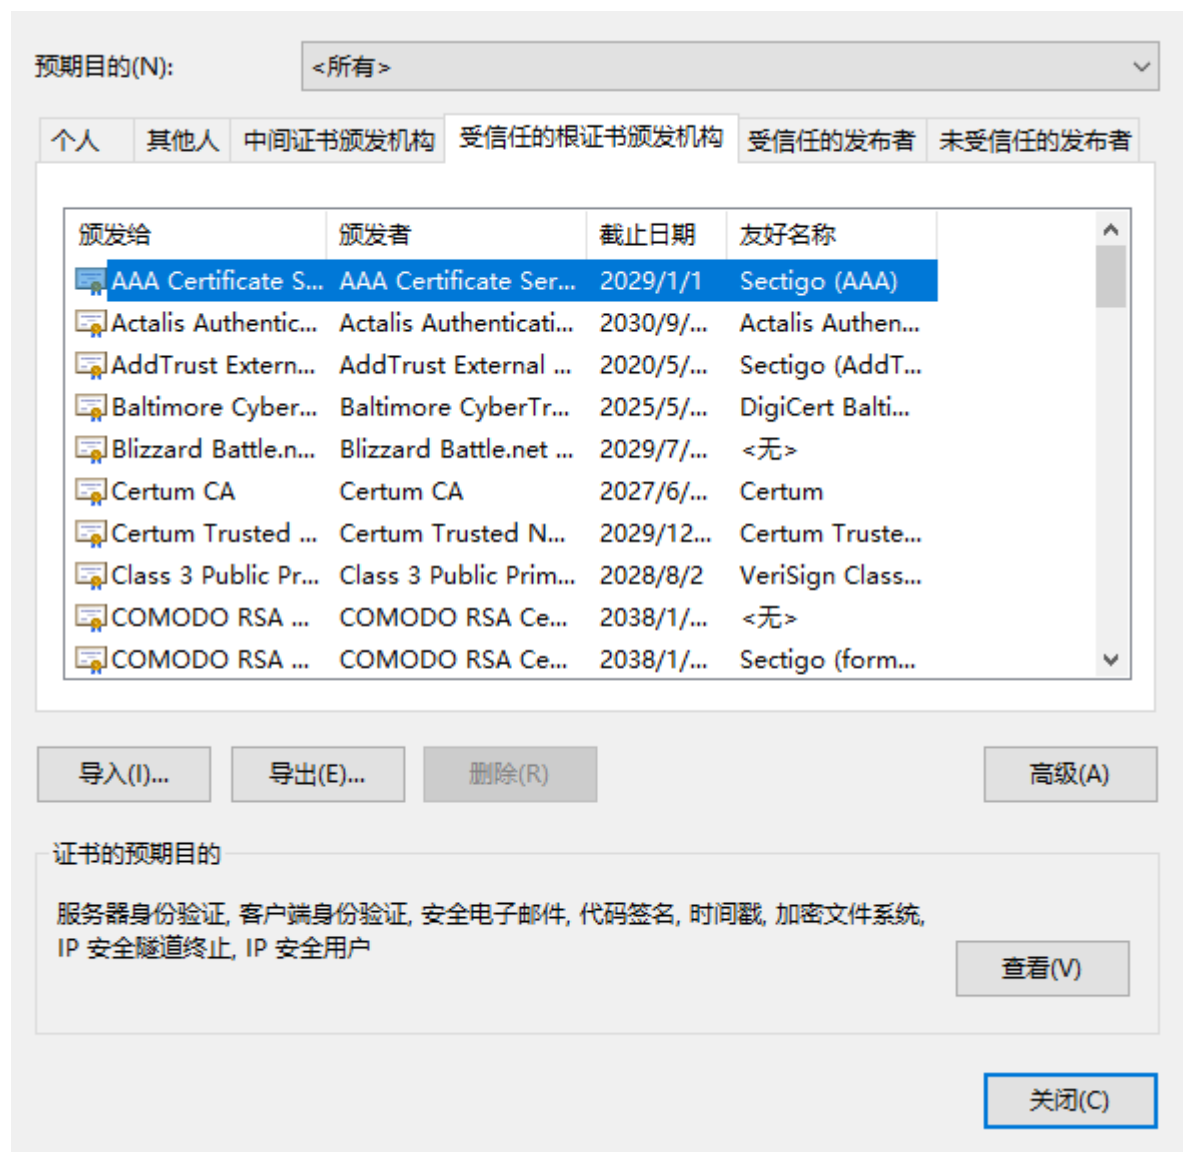 预期目的(N): <所有>
个人 其他人 中间证书颁发机构 受信任的根证书颁发机构 受信任的发布者 未受信任的发布者
颁发给 颁发者 截止日期 友好名称
AAA Certificate S... AAA Certificate Ser... 2029/1/1 Sectigo (AAA)
Actalis Authentic... Actalis Authenticati... 2030/9/... Actalis Authen...
AddTrust Extern... AddTrust External ... 2020/5/... Sectigo (AddT...
Baltimore Cyber... Baltimore CyberTr... 2025/5/... DigiCert Balti...
Blizzard Battle.n... Blizzard Battle.net ... 2029/7/... <无>
Certum CA Certum CA 2027/6/... Certum
Certum Trusted ... Certum Trusted N... 2029/12... Certum Truste...
Class 3 Public Pr... Class 3 Public Prim... 2028/8/2 VeriSign Class...
COMODO RSA ... COMODO RSA Ce... 2038/1/... <无>
COMODO RSA ... COMODO RSA Ce... 2038/1/... Sectigo (form...
导入(I)... 导出(E)... 删除(R) 高级(A)
证书的预期目的
服务器身份验证, 客户端身份验证, 安全电子邮件, 代码签名, 时间戳, 加密文件系统,
IP 安全隧道终止, IP 安全用户
查看(V)
关闭(C)